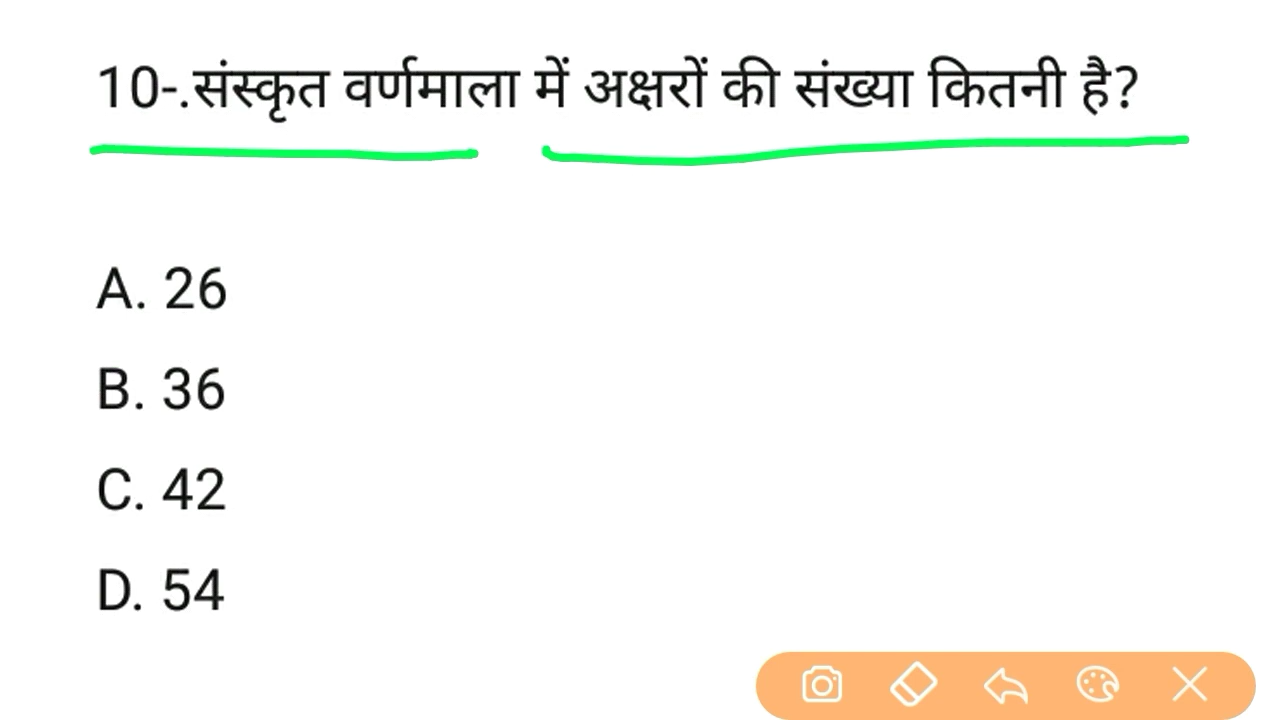 10-.संस्कृत वर्णमाला में अक्षरों की संख्या कितनी है?
A. 26
B. 36
C. 42
D. 54